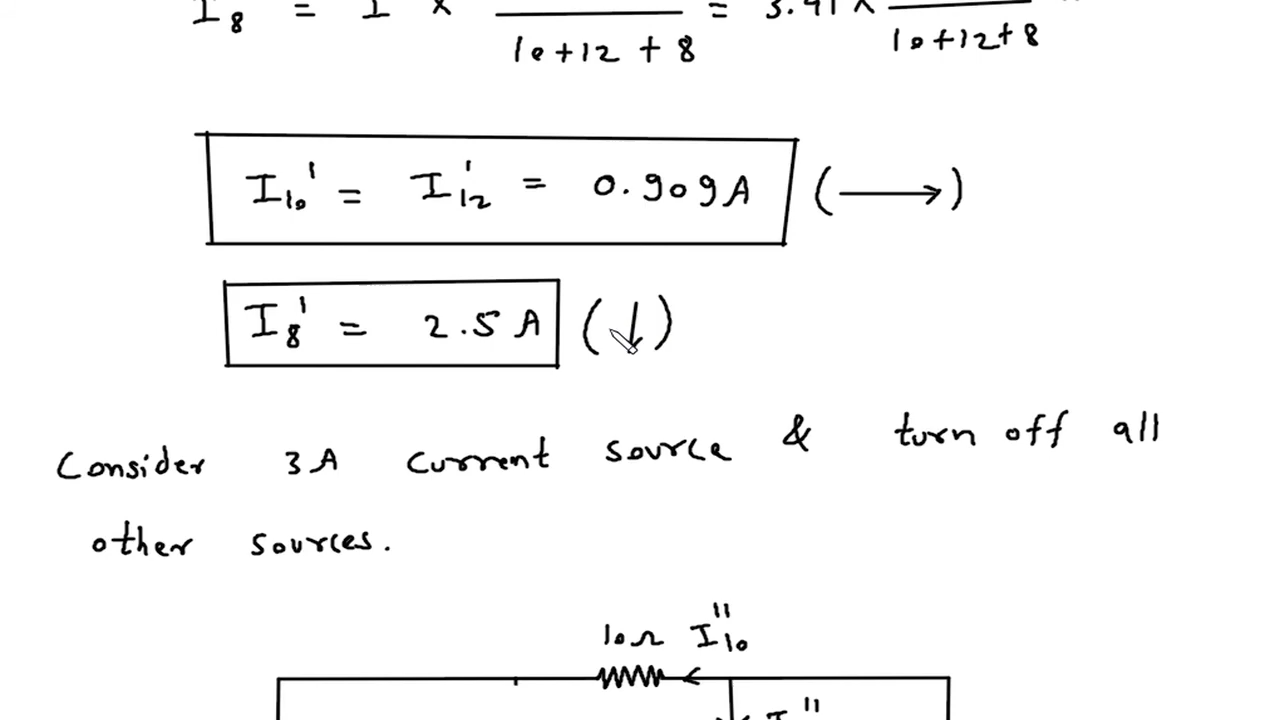 I8 = I × / 10+12+8 = 3.41 × / 10+12+8
I10' = I12' = 0.909A (⟶)
I8' = 2.5 A (↓)
Consider 3A current source & turn off all
other sources.
10Ω I10''
I''